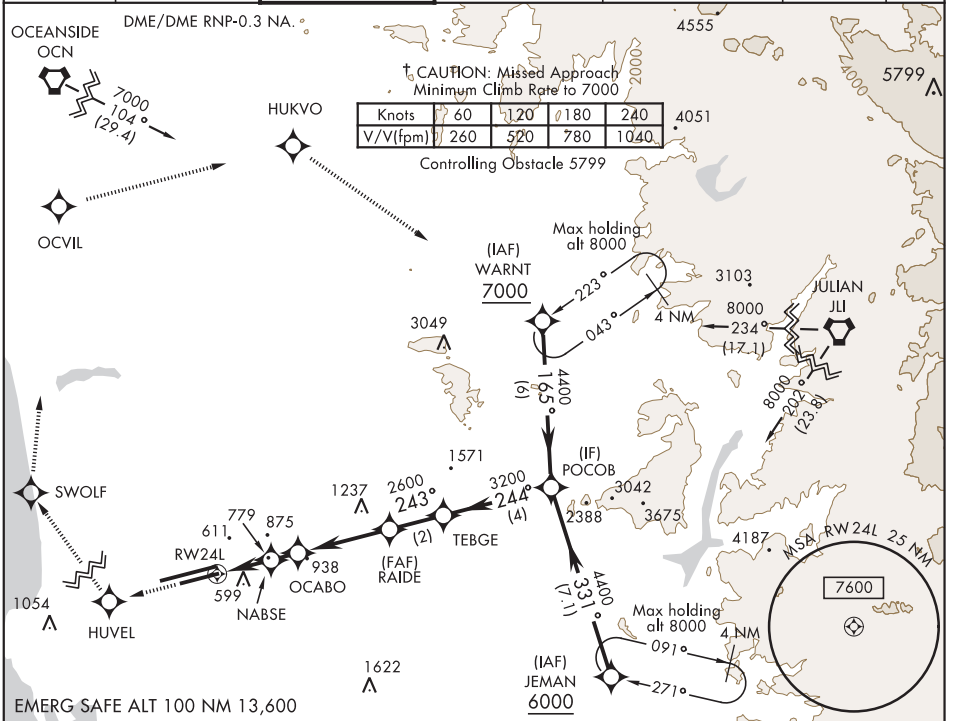 DME/DME RNP-0.3 NA.
OCEANSIDE
OCN
7000
104°
(29.4)
HUKVO
OCVIL
† CAUTION: Missed Approach
Minimum Climb Rate to 7000
Knots 60 120 180 240
V/V(fpm) 260 520 780 1040
Controlling Obstacle 5799
4555
2000
4000
5799
4051
Max holding
alt 8000
(IAF)
WARNT
7000
223°
043°
4 NM
3103
JULIAN
JLI
8000
234°
(17.1)
8000
202°
(23.8)
3049
4400
165°
(6)
(IF)
POCOB
1571
3200
244°
(4)
2388
3042
3675
SWOLF
1237
2600
243°
(2)
TEBGE
779
875
611
RW24L
(FAF)
RAIDE
938
OCABO
599
NABSE
1054
HUVEL
4187
MSA RW24L 25 NM
7600
4400
331°
(7.1)
Max holding
alt 8000
4 NM
091°
271°
(IAF)
JEMAN
6000
1622
EMERG SAFE ALT 100 NM 13,600